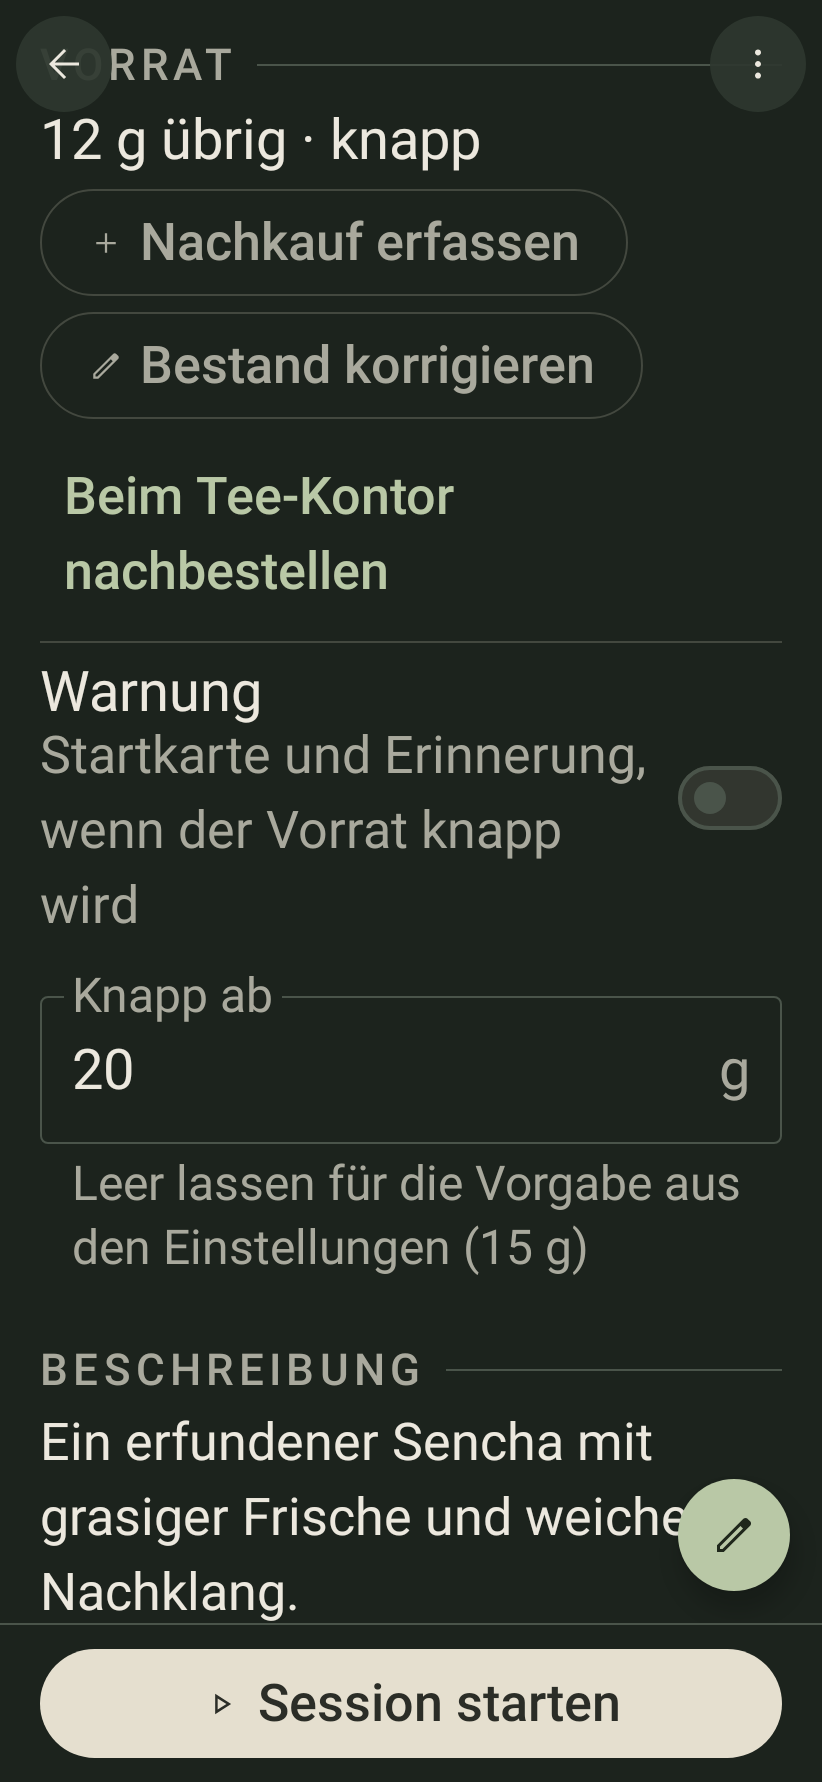 VORRAT
12 g übrig · knapp
Nachkauf erfassen
Bestand korrigieren
Beim Tee-Kontor
nachbestellen
Warnung
Startkarte und Erinnerung,
wenn der Vorrat knapp
wird
Knapp ab
20 g
Leer lassen für die Vorgabe aus
den Einstellungen (15 g)
BESCHREIBUNG
Ein erfundener Sencha mit
grasiger Frische und weiche
Nachklang.
Session starten